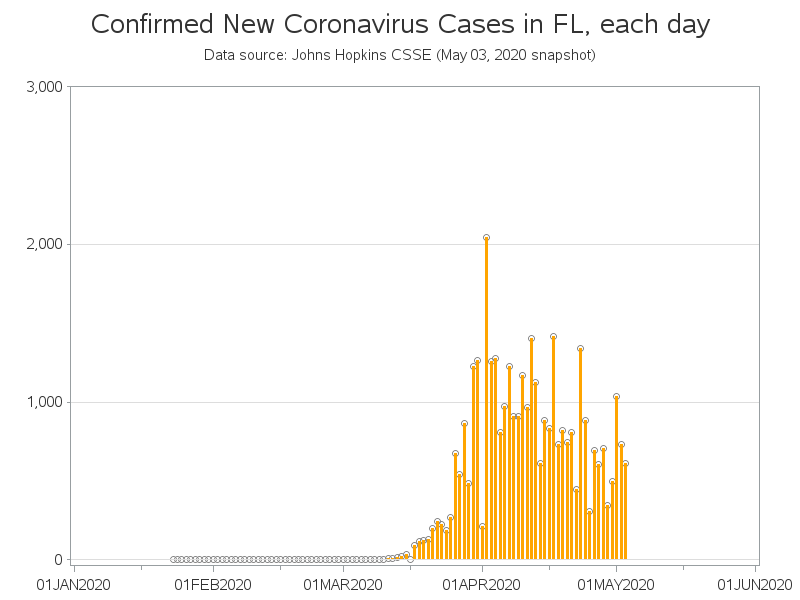 Confirmed New Coronavirus Cases in FL, each day
Data source: Johns Hopkins CSSE (May 03, 2020 snapshot)
3,000
2,000
1,000
0
01JAN2020 01FEB2020 01MAR2020 01APR2020 01MAY2020 01JUN2020